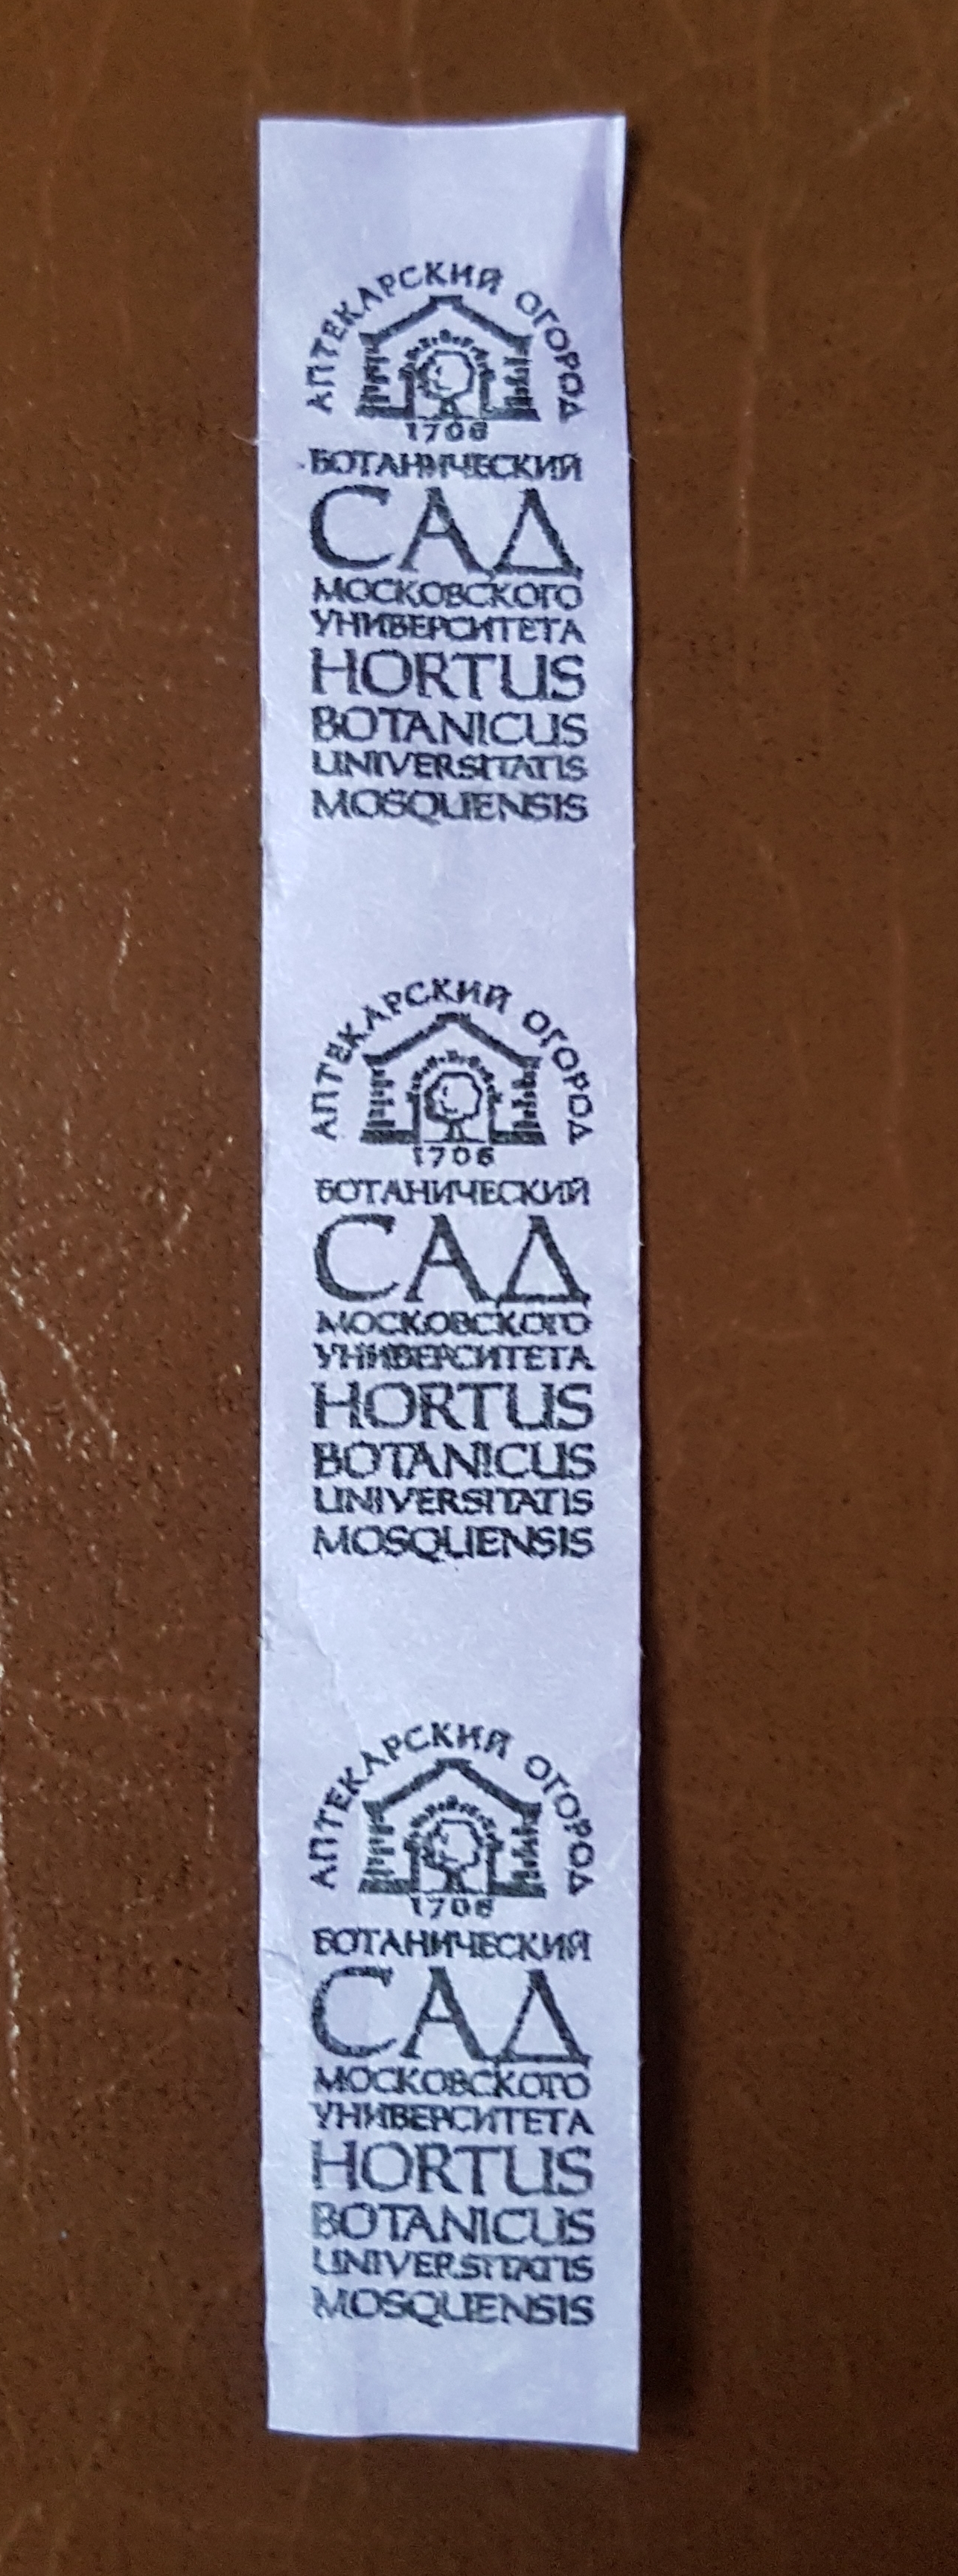 АПТЕКАРСКИЙ ОГОРОД
1706
БОТАНИЧЕСКИЙ
САД
МОСКОВСКОГО
УНИВЕРСИТЕТА
HORTUS
BOTANICUS
UNIVERSITATIS
MOSQUENSIS
АПТЕКАРСКИЙ ОГОРОД
1706
БОТАНИЧЕСКИЙ
САД
МОСКОВСКОГО
УНИВЕРСИТЕТА
HORTUS
BOTANICUS
UNIVERSITATIS
MOSQUENSIS
АПТЕКАРСКИЙ ОГОРОД
1706
БОТАНИЧЕСКИЙ
САД
МОСКОВСКОГО
УНИВЕРСИТЕТА
HORTUS
BOTANICUS
UNIVERSITATIS
MOSQUENSIS